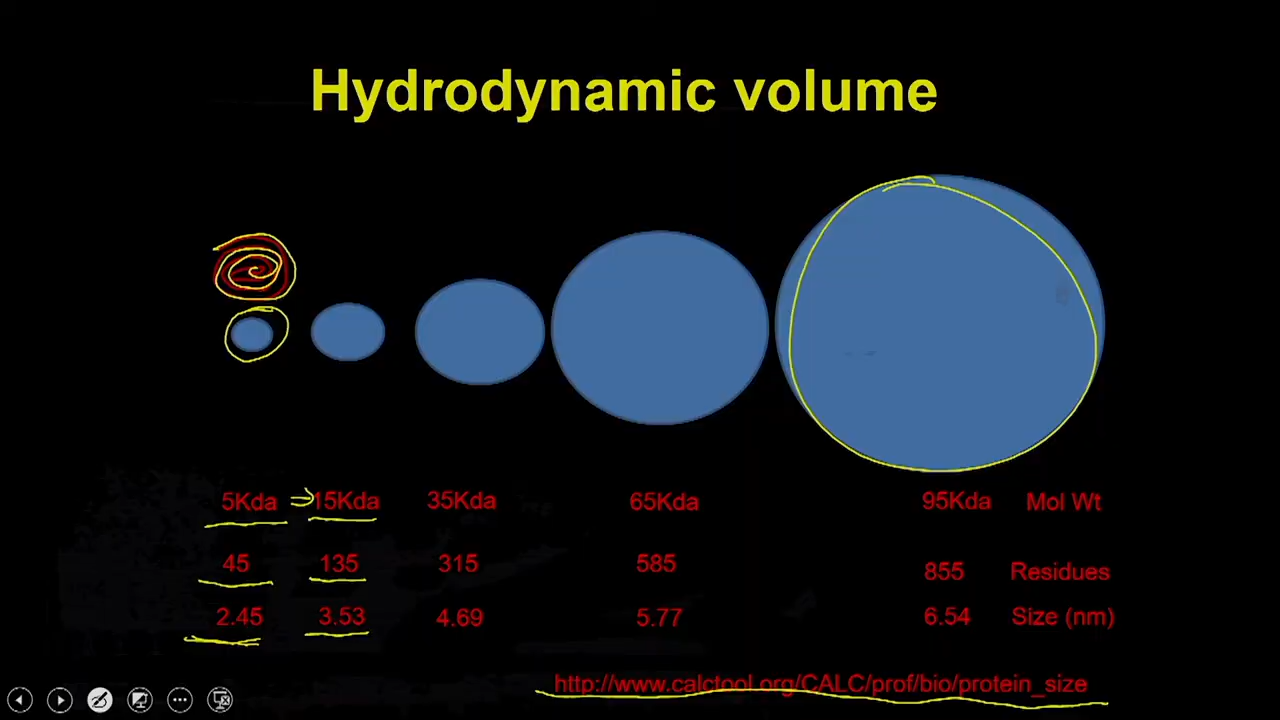 Hydrodynamic volume
5Kda 15Kda 35Kda 65Kda 95Kda Mol Wt
45 135 315 585 855 Residues
2.45 3.53 4.69 5.77 6.54 Size (nm)
http://www.calctool.org/CALC/prof/bio/protein_size